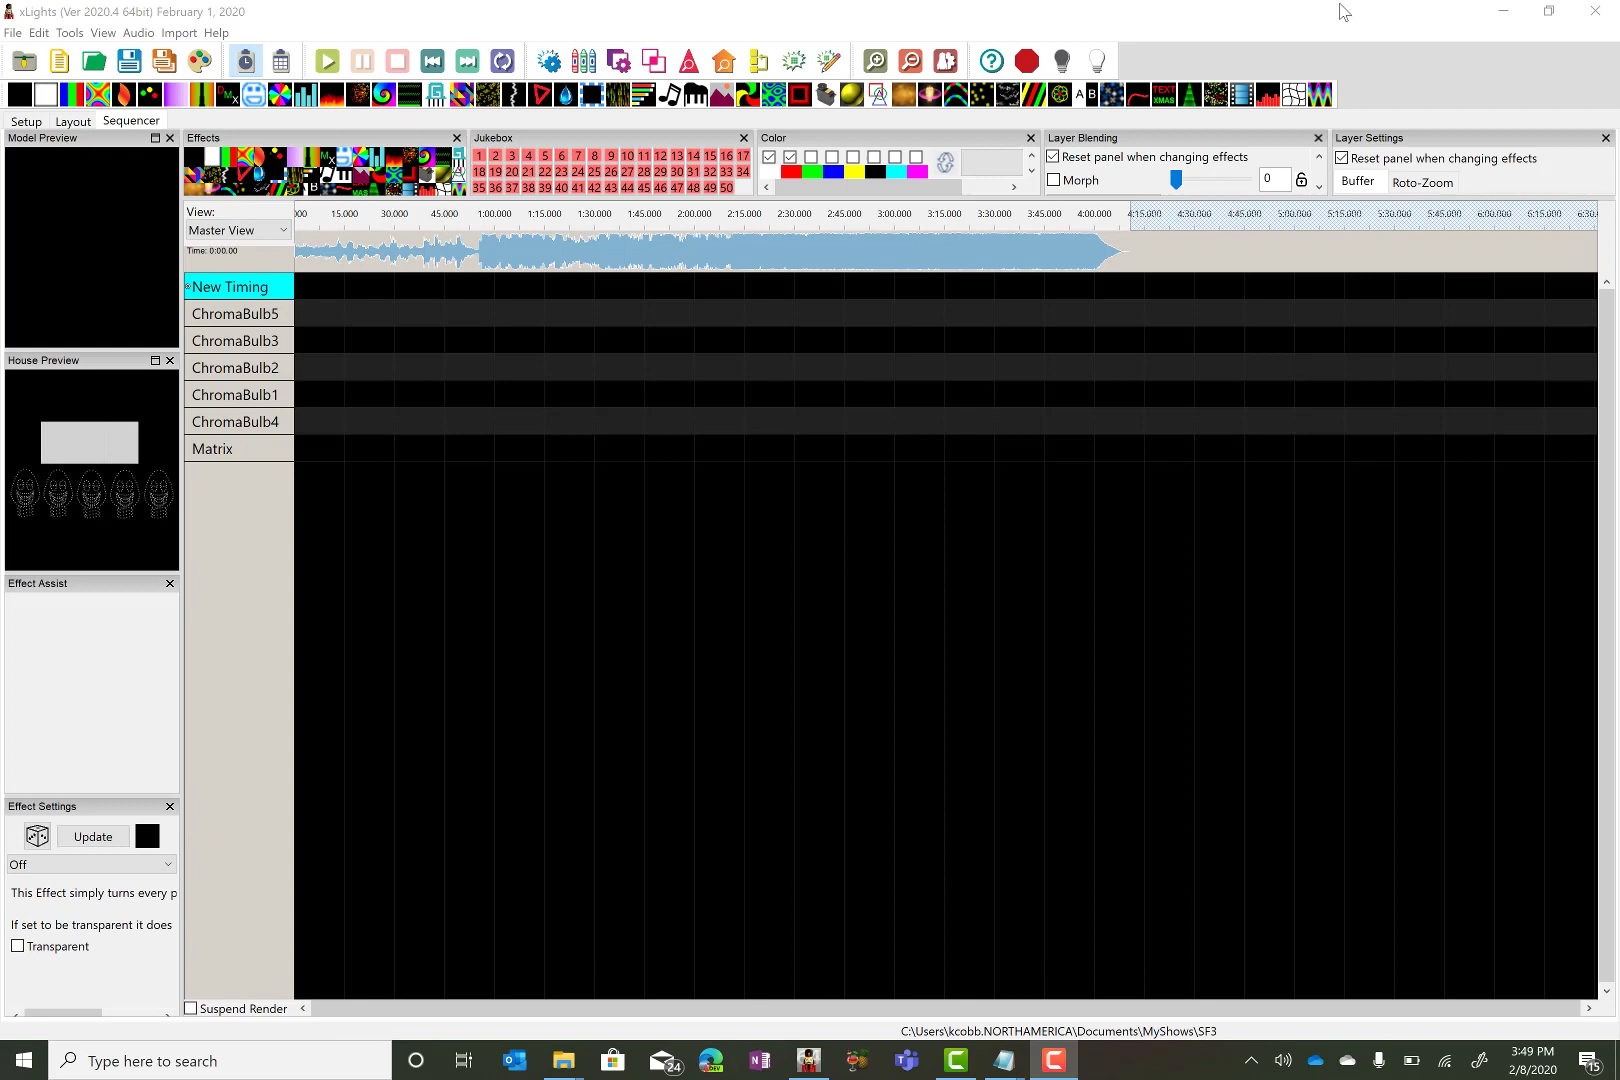 xLights (Ver 2020.4 64bit) February 1, 2020
File Edit Tools View Audio Import Help
Setup Layout Sequencer
Model Preview
Effects
Jukebox
Color
Layer Blending
Layer Settings
1 2 3 4 5 6 7 8 9 10 11 12 13 14 15 16 17
18 19 20 21 22 23 24 25 26 27 28 29 30 31 32 33 34
35 36 37 38 39 40 41 42 43 44 45 46 47 48 49 50
Reset panel when changing effects
Morph
0
Reset panel when changing effects
Buffer Roto-Zoom
View:
Master View
Time: 0:00.00
15.000 30.000 45.000 1:00.000 1:15.000 1:30.000 1:45.000 2:00.000 2:15.000 2:30.000 2:45.000 3:00.000 3:15.000 3:30.000 3:45.000 4:00.000 4:15.000 4:30.000 4:45.000 5:00.000 5:15.000 5:30.000 5:45.000 6:00.000 6:15.000
New Timing
ChromaBulb5
ChromaBulb3
ChromaBulb2
ChromaBulb1
ChromaBulb4
Matrix
House Preview
Effect Assist
Effect Settings
Update
Off
This Effect simply turns every p
If set to be transparent it does
Transparent
Suspend Render
C:\Users\kcobb.NORTHAMERICA\Documents\MyShows\SF3
Type here to search
24
DEV
3:49 PM
2/8/2020
15